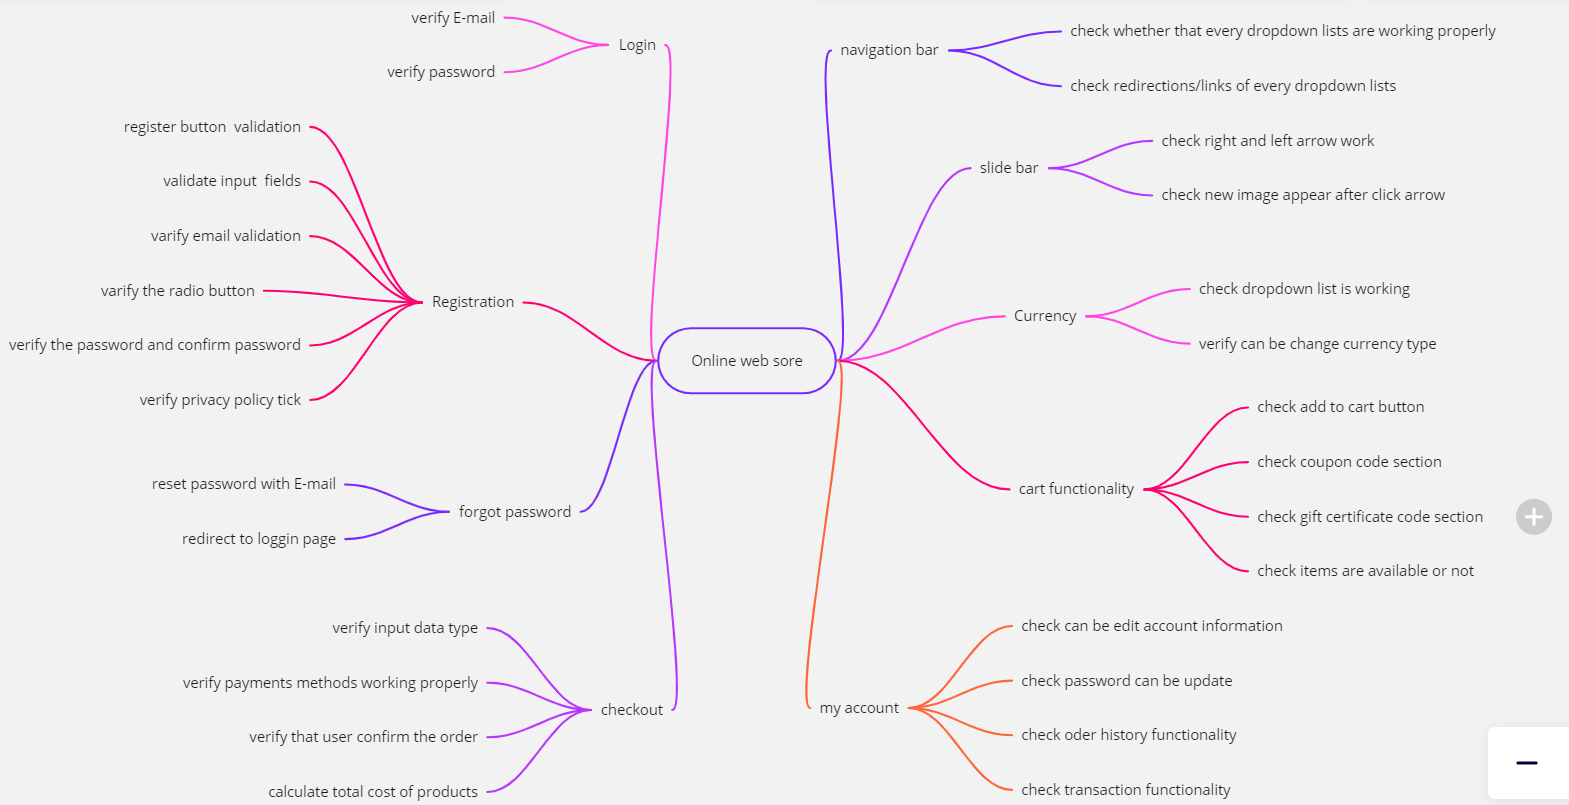 Online web sore
Login
verify E-mail
verify password
Registration
register button  validation
validate input  fields
varify email validation
varify the radio button
verify the password and confirm password
verify privacy policy tick
forgot password
reset password with E-mail
redirect to loggin page
checkout
verify input data type
verify payments methods working properly
verify that user confirm the order
calculate total cost of products
navigation bar
check whether that every dropdown lists are working properly
check redirections/links of every dropdown lists
slide bar
check right and left arrow work
check new image appear after click arrow
Currency
check dropdown list is working
verify can be change currency type
cart functionality
check add to cart button
check coupon code section
check gift certificate code section
check items are available or not
my account
check can be edit account information
check password can be update
check oder history functionality
check transaction functionality